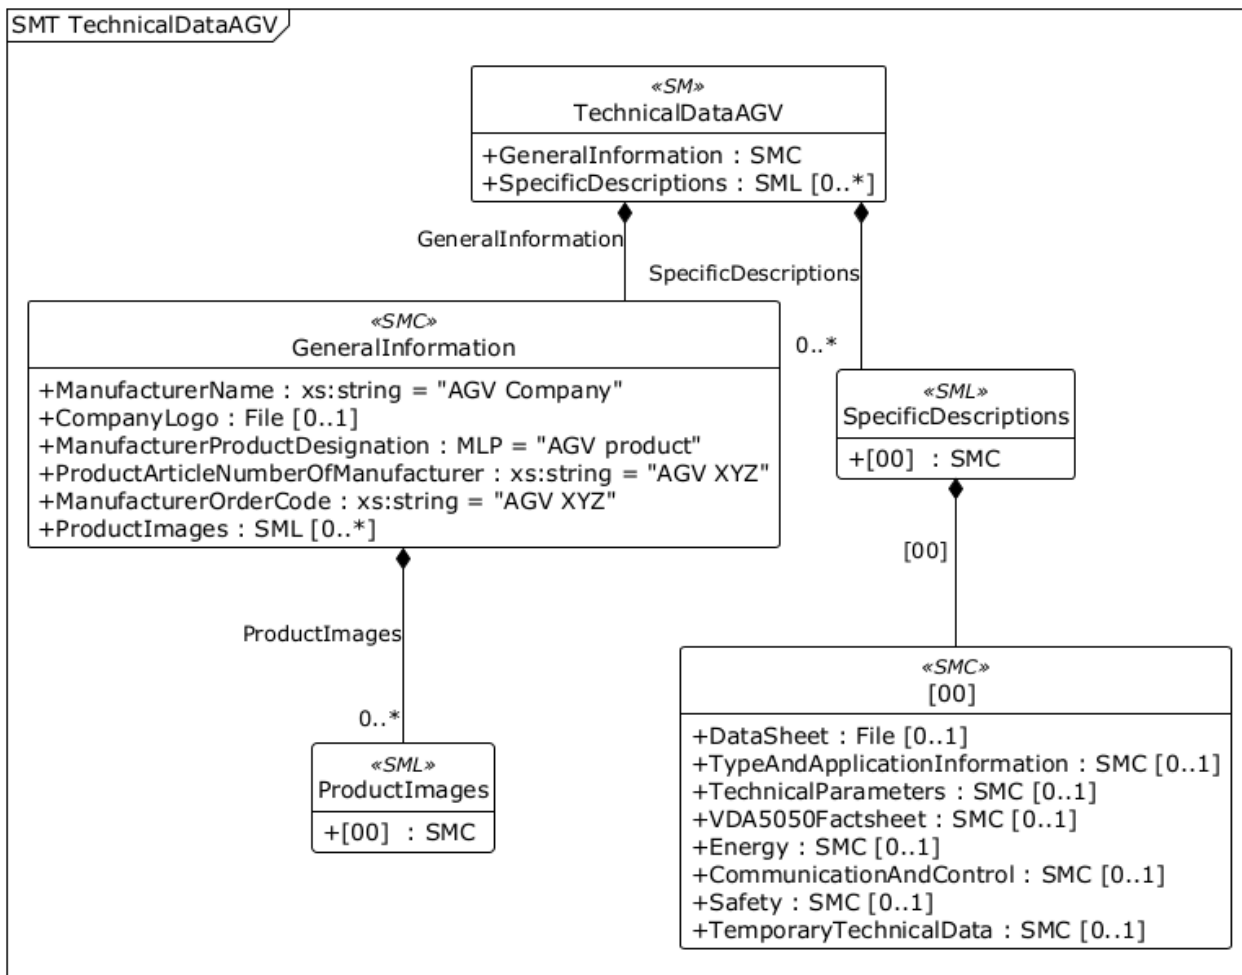 SMT TechnicalDataAGV
«SM»
TechnicalDataAGV
+GeneralInformation : SMC
+SpecificDescriptions : SML [0..*]
GeneralInformation
SpecificDescriptions
0..*
«SMC»
GeneralInformation
+ManufacturerName : xs:string = "AGV Company"
+CompanyLogo : File [0..1]
+ManufacturerProductDesignation : MLP = "AGV product"
+ProductArticleNumberOfManufacturer : xs:string = "AGV XYZ"
+ManufacturerOrderCode : xs:string = "AGV XYZ"
+ProductImages : SML [0..*]
«SML»
SpecificDescriptions
+[00] : SMC
[00]
ProductImages
0..*
«SML»
ProductImages
+[00] : SMC
«SMC»
[00]
+DataSheet : File [0..1]
+TypeAndApplicationInformation : SMC [0..1]
+TechnicalParameters : SMC [0..1]
+VDA5050Factsheet : SMC [0..1]
+Energy : SMC [0..1]
+CommunicationAndControl : SMC [0..1]
+Safety : SMC [0..1]
+TemporaryTechnicalData : SMC [0..1]